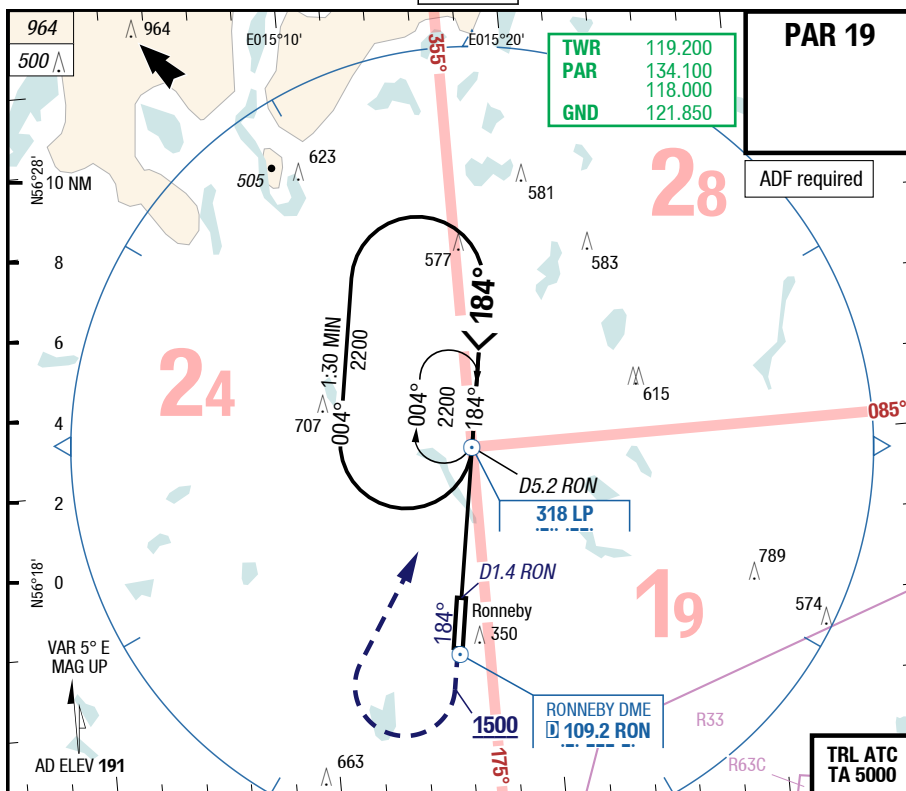 964
500
964
E015°10'
355°
E015°20'
TWR 119.200
PAR 134.100
118.000
GND 121.850
PAR 19
ADF required
N56°28'
10 NM
505
623
581
28
577
583
8
184°
6
1:30 MIN
2200
24
004°
2200
184°
615
4
707
004°
085°
D5.2 RON
318 LP
2
789
D1.4 RON
0
N56°18'
184°
Ronneby
350
19
574
VAR 5° E
MAG UP
1500
RONNEBY DME
D 109.2 RON
R33
175°
R63C
AD ELEV 191
663
TRL ATC
TA 5000